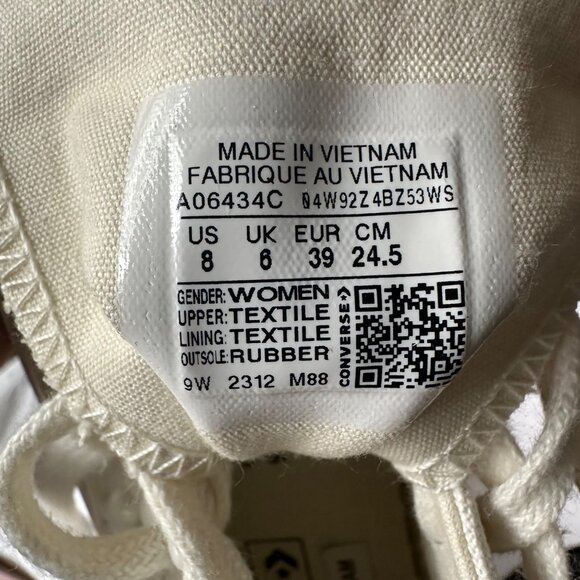 MADE IN VIETNAM
FABRIQUE AU VIETNAM
A06434C 04W92Z4BZ53WS
US UK EUR CM
8 6 39 24.5
GENDER: WOMEN
UPPER: TEXTILE
LINING: TEXTILE
OUTSOLE: RUBBER
9W 2312 M88
CONVERSE